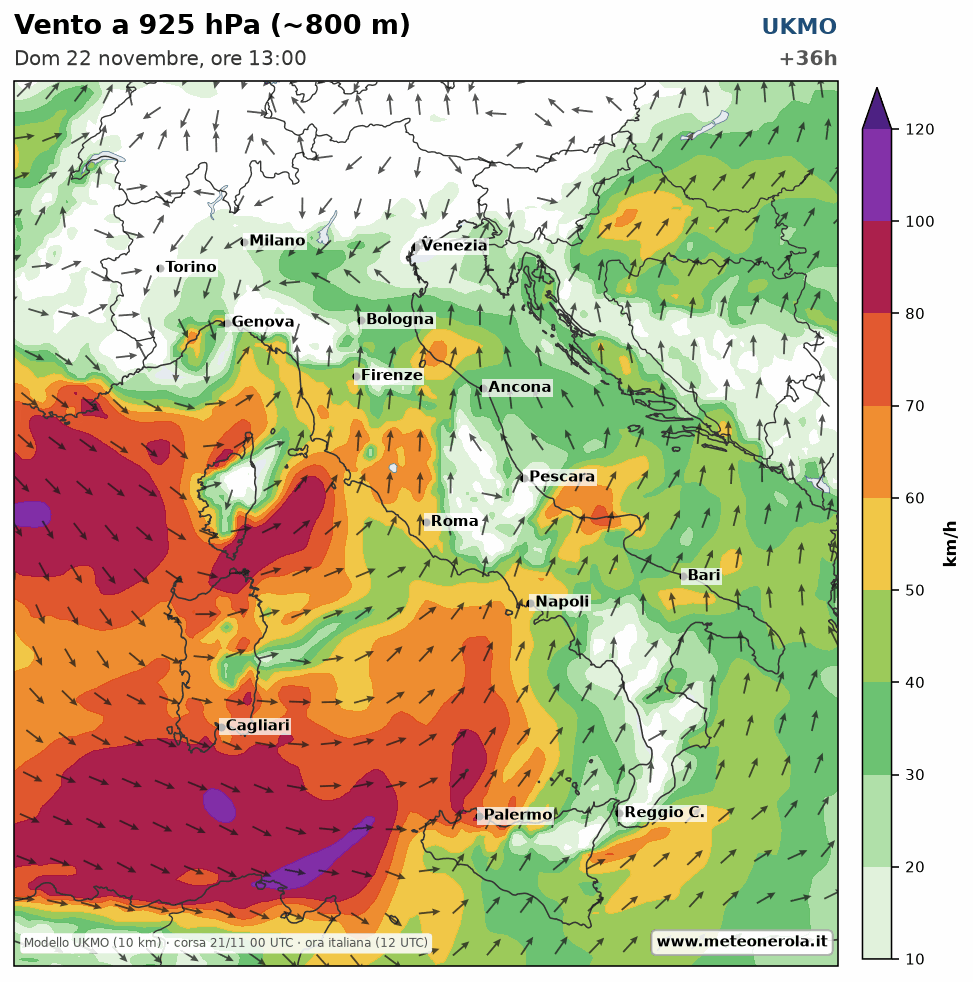 Vento a 925 hPa (~800 m)
UKMO
Dom 22 novembre, ore 13:00
+36h
120
100
80
70
60
50
40
30
20
10
km/h
Milano
Venezia
Torino
Genova
Bologna
Firenze
Ancona
Pescara
Roma
Bari
Napoli
Cagliari
Palermo
Reggio C.
Modello UKMO (10 km) · corsa 21/11 00 UTC · ora italiana (12 UTC)
www.meteonerola.it